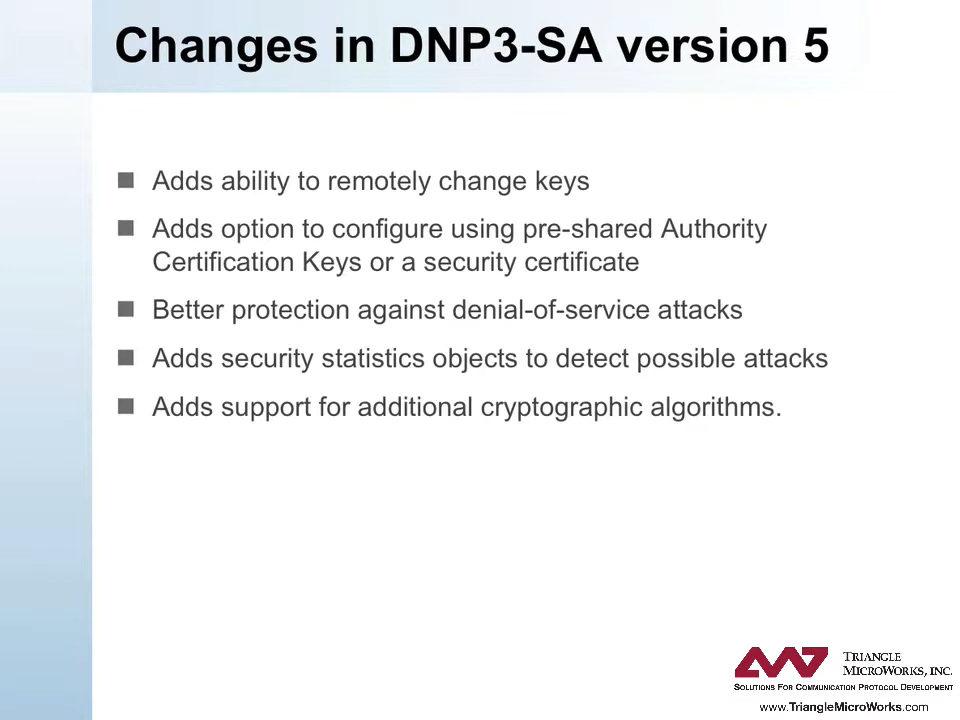 Changes in DNP3-SA version 5
Adds ability to remotely change keys
Adds option to configure using pre-shared Authority
Certification Keys or a security certificate
Better protection against denial-of-service attacks
Adds security statistics objects to detect possible attacks
Adds support for additional cryptographic algorithms.
TRIANGLE
MICROWORKS, INC.
SOLUTIONS FOR COMMUNICATION PROTOCOL DEVELOPMENT
www.TriangleMicroWorks.com